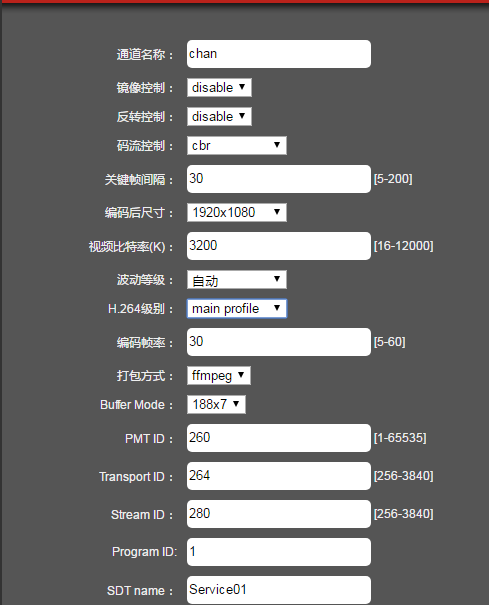 通道名称： chan
镜像控制： disable
反转控制： disable
码流控制： cbr
关键帧间隔： 30 [5-200]
编码后尺寸： 1920x1080
视频比特率(K)： 3200 [16-12000]
波动等级： 自动
H.264级别： main profile
编码帧率： 30 [5-60]
打包方式： ffmpeg
Buffer Mode： 188x7
PMT ID： 260 [1-65535]
Transport ID： 264 [256-3840]
Stream ID： 280 [256-3840]
Program ID: 1
SDT name： Service01